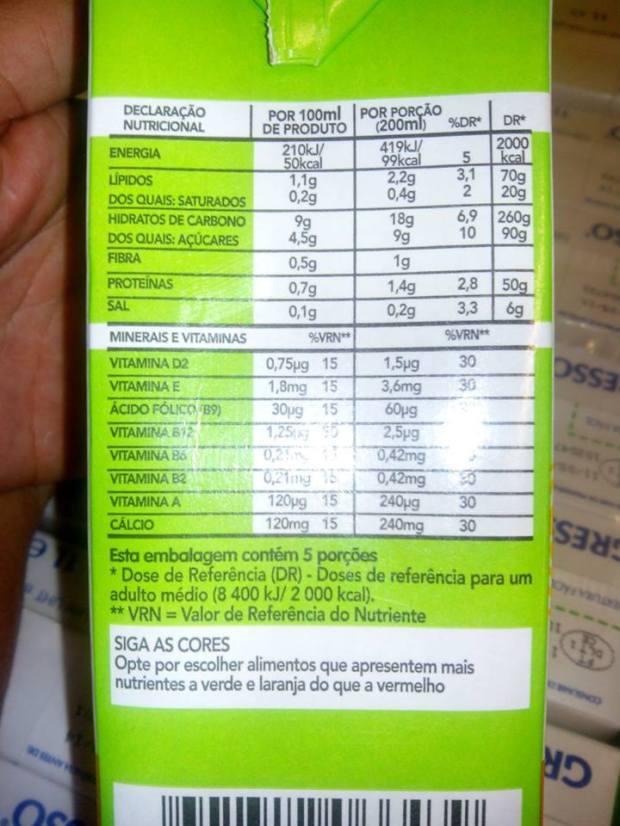 DECLARAÇÃO NUTRICIONAL POR 100ml DE PRODUTO POR PORÇÃO (200ml) %DR* DR*
ENERGIA 210kJ/ 50kcal 419kJ/ 99kcal 5 2000 kcal
LÍPIDOS 1,1g 2,2g 3,1 70g
DOS QUAIS: SATURADOS 0,2g 0,4g 2 20g
HIDRATOS DE CARBONO 9g 18g 6,9 260g
DOS QUAIS: AÇÚCARES 4,5g 9g 10 90g
FIBRA 0,5g 1g
PROTEÍNAS 0,7g 1,4g 2,8 50g
SAL 0,1g 0,2g 3,3 6g
MINERAIS E VITAMINAS %VRN** %VRN**
VITAMINA D2 0,75µg 15 1,5µg 30
VITAMINA E 1,8mg 15 3,6mg 30
ÁCIDO FÓLICO (B9) 30µg 15 60µg
VITAMINA B12 2,5µg
VITAMINA B6 0,42mg
VITAMINA B2 0,21mg 0,42mg
VITAMINA A 120µg 15 240µg 30
CÁLCIO 120mg 15 240mg 30
Esta embalagem contém 5 porções
* Dose de Referência (DR) - Doses de referência para um
adulto médio (8 400 kJ/ 2 000 kcal).
** VRN = Valor de Referência do Nutriente
SIGA AS CORES
Opte por escolher alimentos que apresentem mais
nutrientes a verde e laranja do que a vermelho